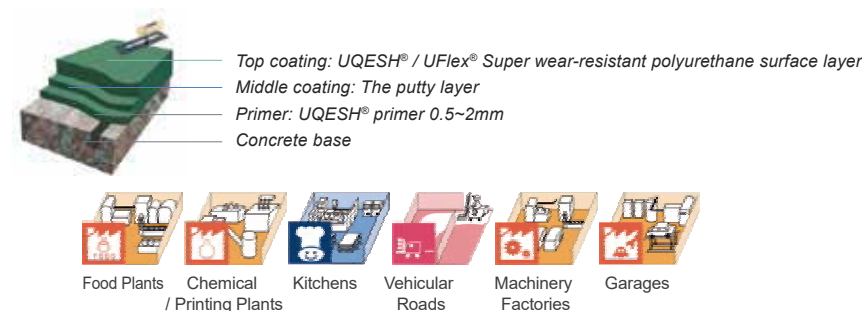 Top coating: UQESH® / UFlex® Super wear-resistant polyurethane surface layer
Middle coating: The putty layer
Primer: UQESH® primer 0.5~2mm
Concrete base
Food Plants
Chemical
/ Printing Plants
Kitchens
Vehicular
Roads
Machinery
Factories
Garages